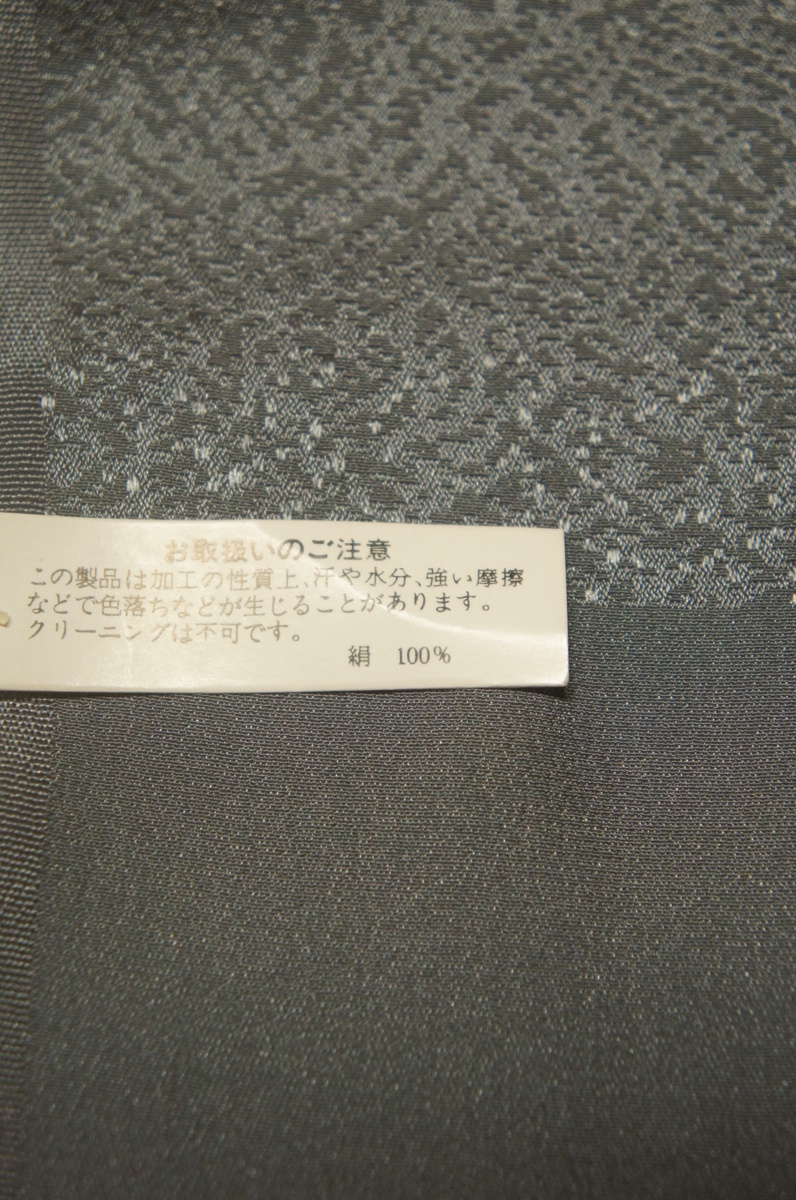 お取扱いのご注意
この製品は加工の性質上、汗や水分、強い摩擦
などで色落ちなどが生じることがあります。
クリーニングは不可です。
絹 100%